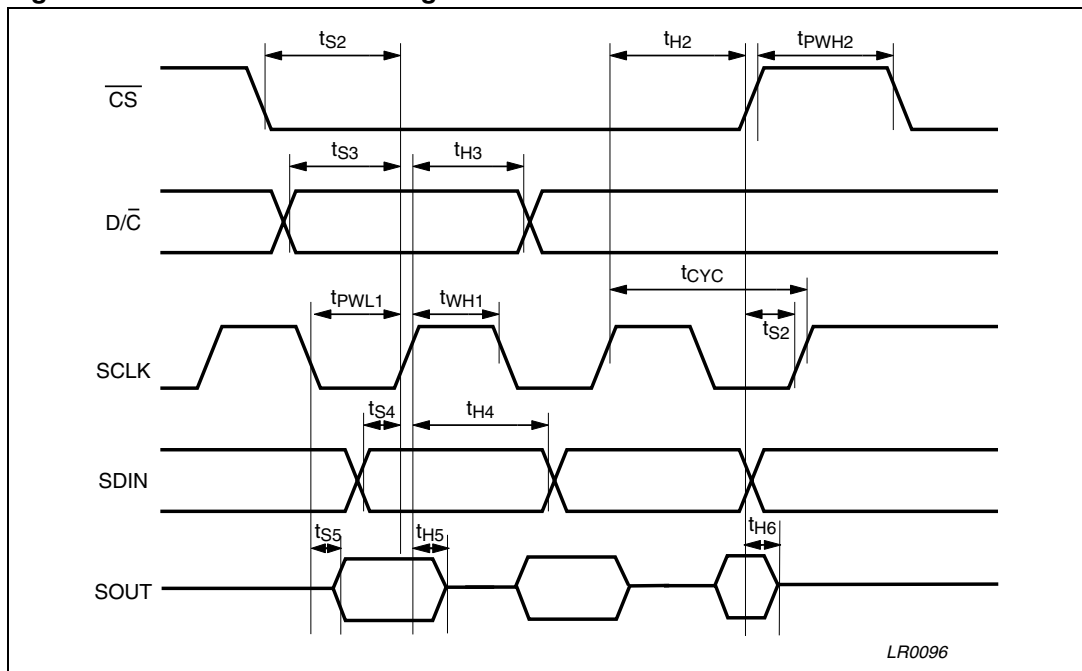 tS2 tH2 tPWH2
CS
tS3 tH3
D/C
tCYC
tPWL1 tWH1
tS2
SCLK
tS4 tH4
SDIN
tS5 tH5 tH6
SOUT
LR0096